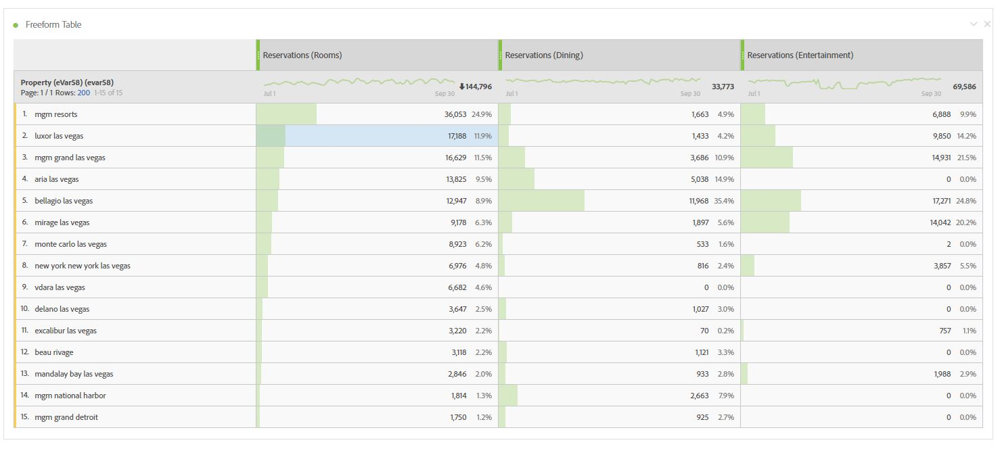 Freeform Table
Reservations (Rooms) Reservations (Dining) Reservations (Entertainment)
Property (eVar58) (evar58)
Page: 1 / 1 Rows: 200 1-15 of 15
Jul 1 Sep 30 144,796 Jul 1 Sep 30 33,773 Jul 1 Sep 30 69,586
1. mgm resorts 36,053 24.9% 1,663 4.9% 6,888 9.9%
2. luxor las vegas 17,188 11.9% 1,433 4.2% 9,850 14.2%
3. mgm grand las vegas 16,629 11.5% 3,686 10.9% 14,931 21.5%
4. aria las vegas 13,825 9.5% 5,038 14.9% 0 0.0%
5. bellagio las vegas 12,947 8.9% 11,968 35.4% 17,271 24.8%
6. mirage las vegas 9,178 6.3% 1,897 5.6% 14,042 20.2%
7. monte carlo las vegas 8,923 6.2% 533 1.6% 2 0.0%
8. new york new york las vegas 6,976 4.8% 816 2.4% 3,857 5.5%
9. vdara las vegas 6,682 4.6% 0 0.0% 0 0.0%
10. delano las vegas 3,647 2.5% 1,027 3.0% 0 0.0%
11. excalibur las vegas 3,220 2.2% 70 0.2% 757 1.1%
12. beau rivage 3,118 2.2% 1,121 3.3% 0 0.0%
13. mandalay bay las vegas 2,846 2.0% 933 2.8% 1,988 2.9%
14. mgm national harbor 1,814 1.3% 2,663 7.9% 0 0.0%
15. mgm grand detroit 1,750 1.2% 925 2.7% 0 0.0%